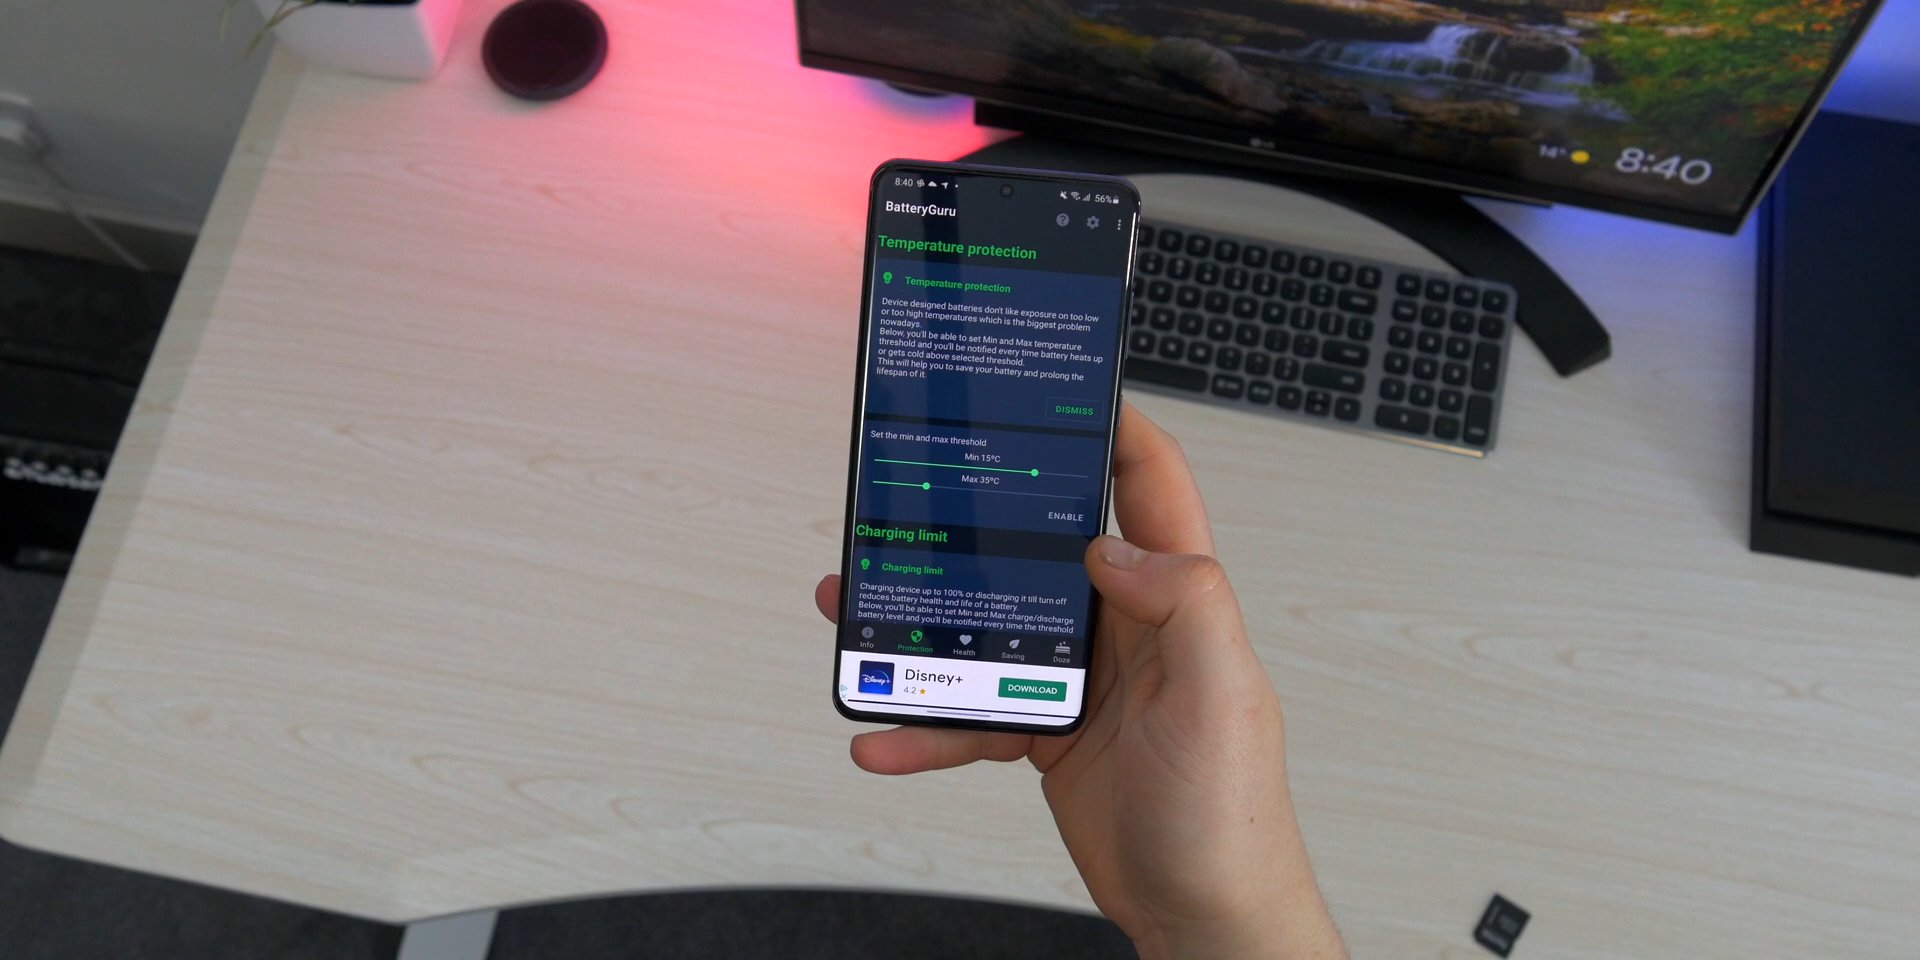 14°
8:40
LG
8:40
56%
BatteryGuru
Temperature protection
Temperature protection
Device designed batteries don't like exposure on too low
or too high temperatures which is the biggest problem
nowadays.
Below, you'll be able to set Min and Max temperature
threshold and you'll be notified every time battery heats up
or gets cold above selected threshold.
This will help you to save your battery and prolong the
lifespan of it.
DISMISS
Set the min and max threshold
Min 15ºC
Max 35ºC
ENABLE
Charging limit
Charging limit
Charging device up to 100% or discharging it till turn off
reduces battery health and life of a battery.
Below, you'll be able to set Min and Max charge/discharge
battery level and you'll be notified every time the threshold
Info
Protection
Health
Saving
Doze
Disney+
Disney+
4.2 ★
DOWNLOAD